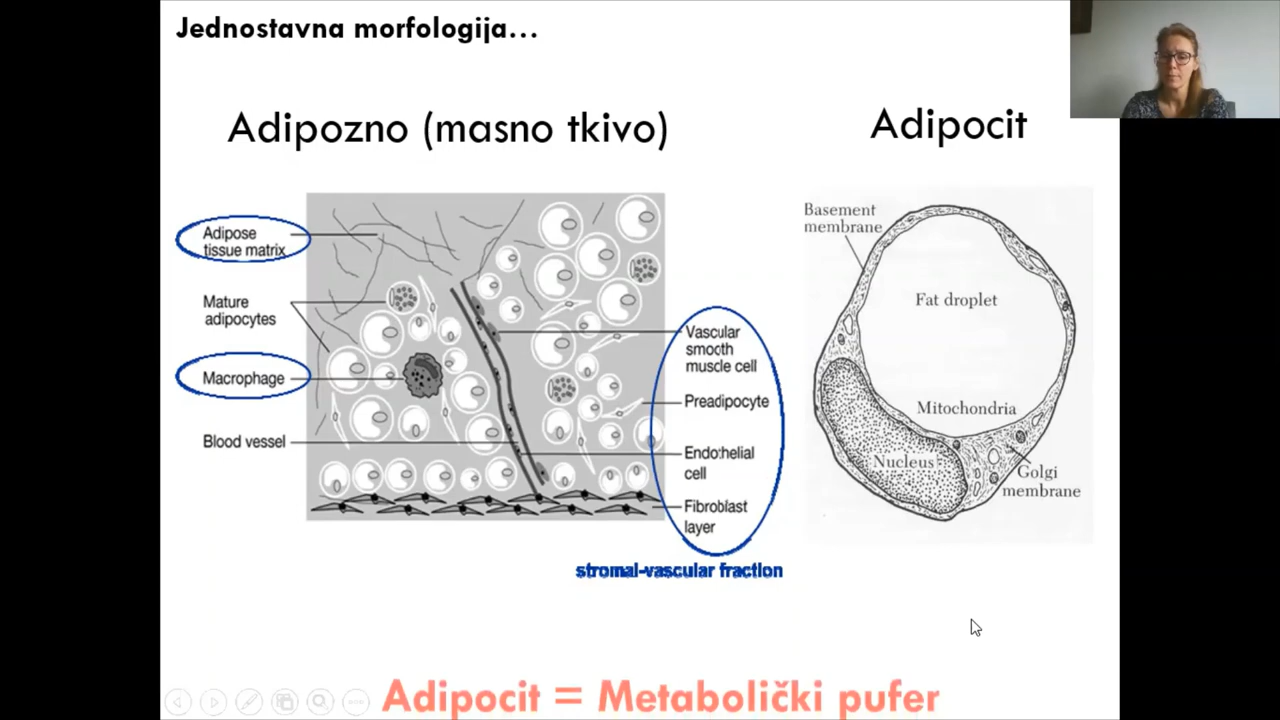 Jednostavna morfologija...
Adipozno (masno tkivo)
Adipocit
Adipose
tissue matrix
Mature
adipocytes
Macrophage
Blood vessel
Vascular
smooth
muscle cell
Preadipocyte
Endothelial
cell
Fibroblast
layer
stromal-vascular fraction
Basement
membrane
Fat droplet
Mitochondria
Nucleus
Golgi
membrane
Adipocit = Metabolički pufer